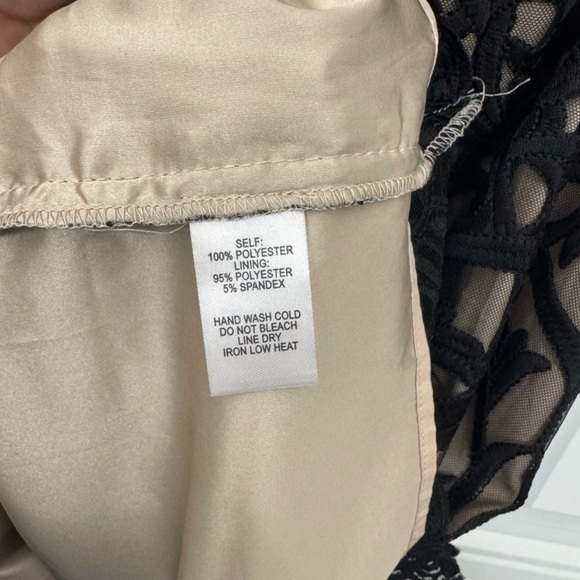 SELF:
100% POLYESTER
LINING:
95% POLYESTER
5% SPANDEX
HAND WASH COLD
DO NOT BLEACH
LINE DRY
IRON LOW HEAT